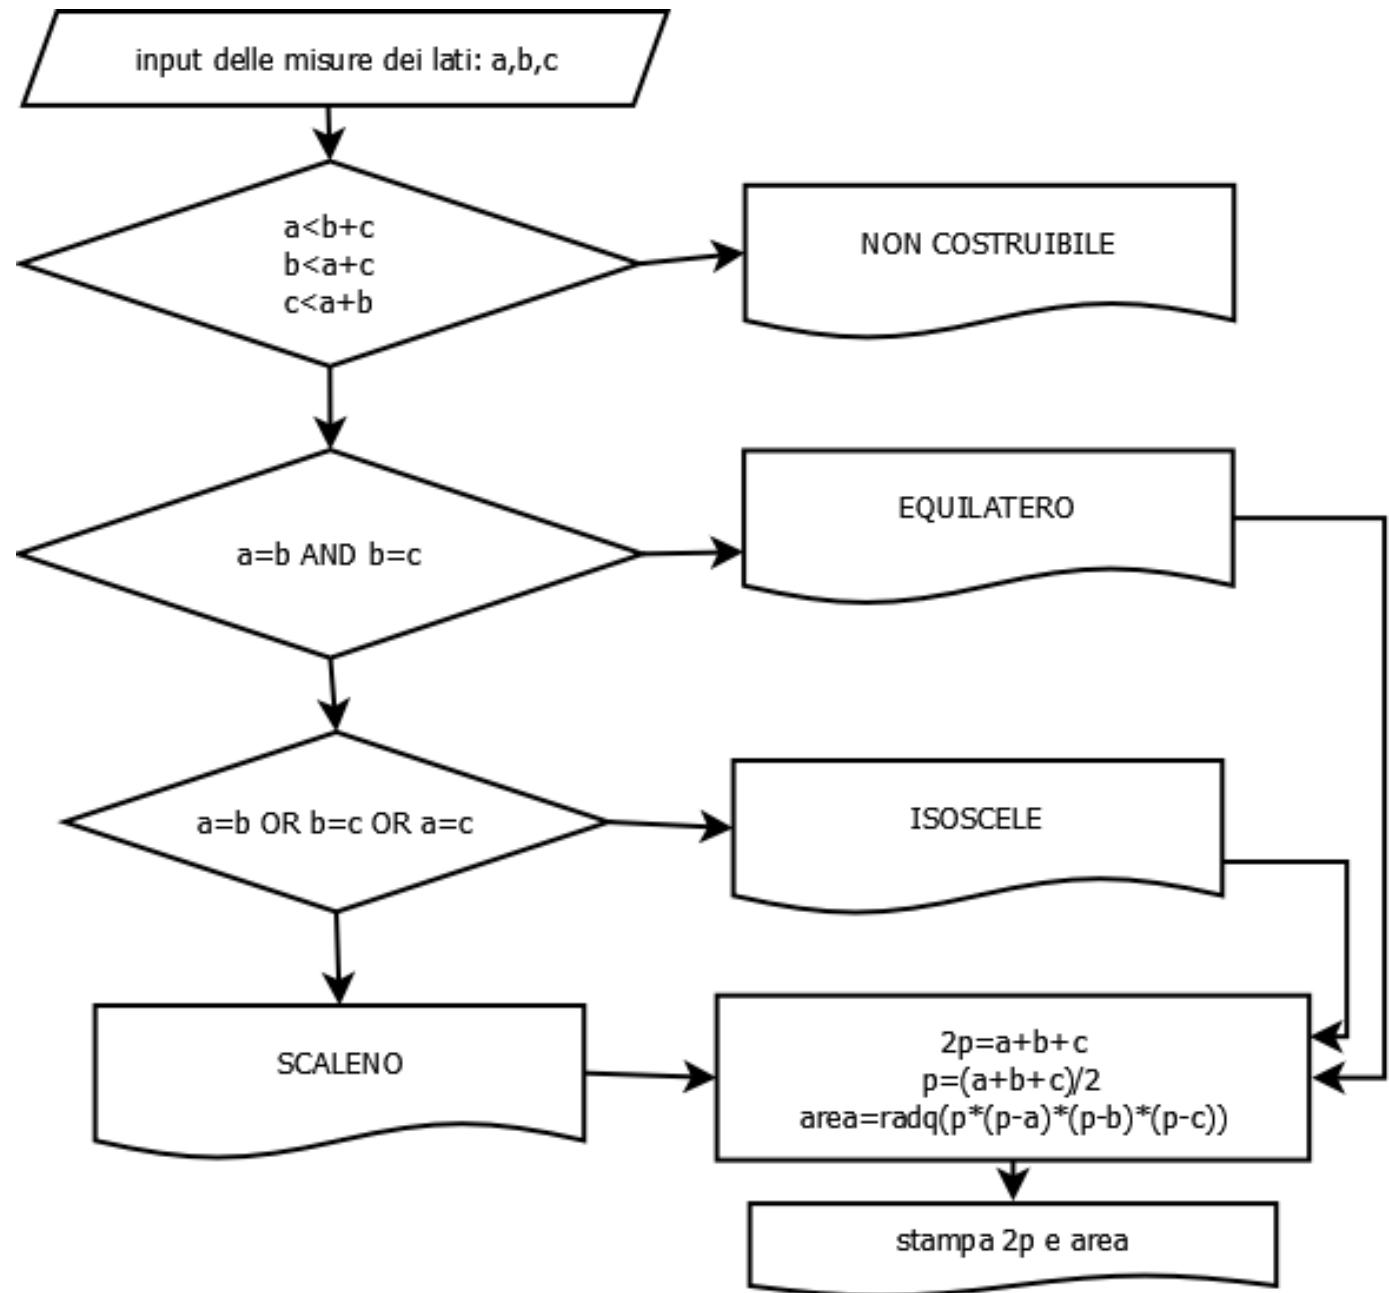 input delle misure dei lati: a,b,c
a<b+c
b<a+c
c<a+b
NON COSTRUIBILE
a=b AND b=c
EQUILATERO
a=b OR b=c OR a=c
ISOSCELE
SCALENO
2p=a+b+c
p=(a+b+c)/2
area=radq(p*(p-a)*(p-b)*(p-c))
stampa 2p e area